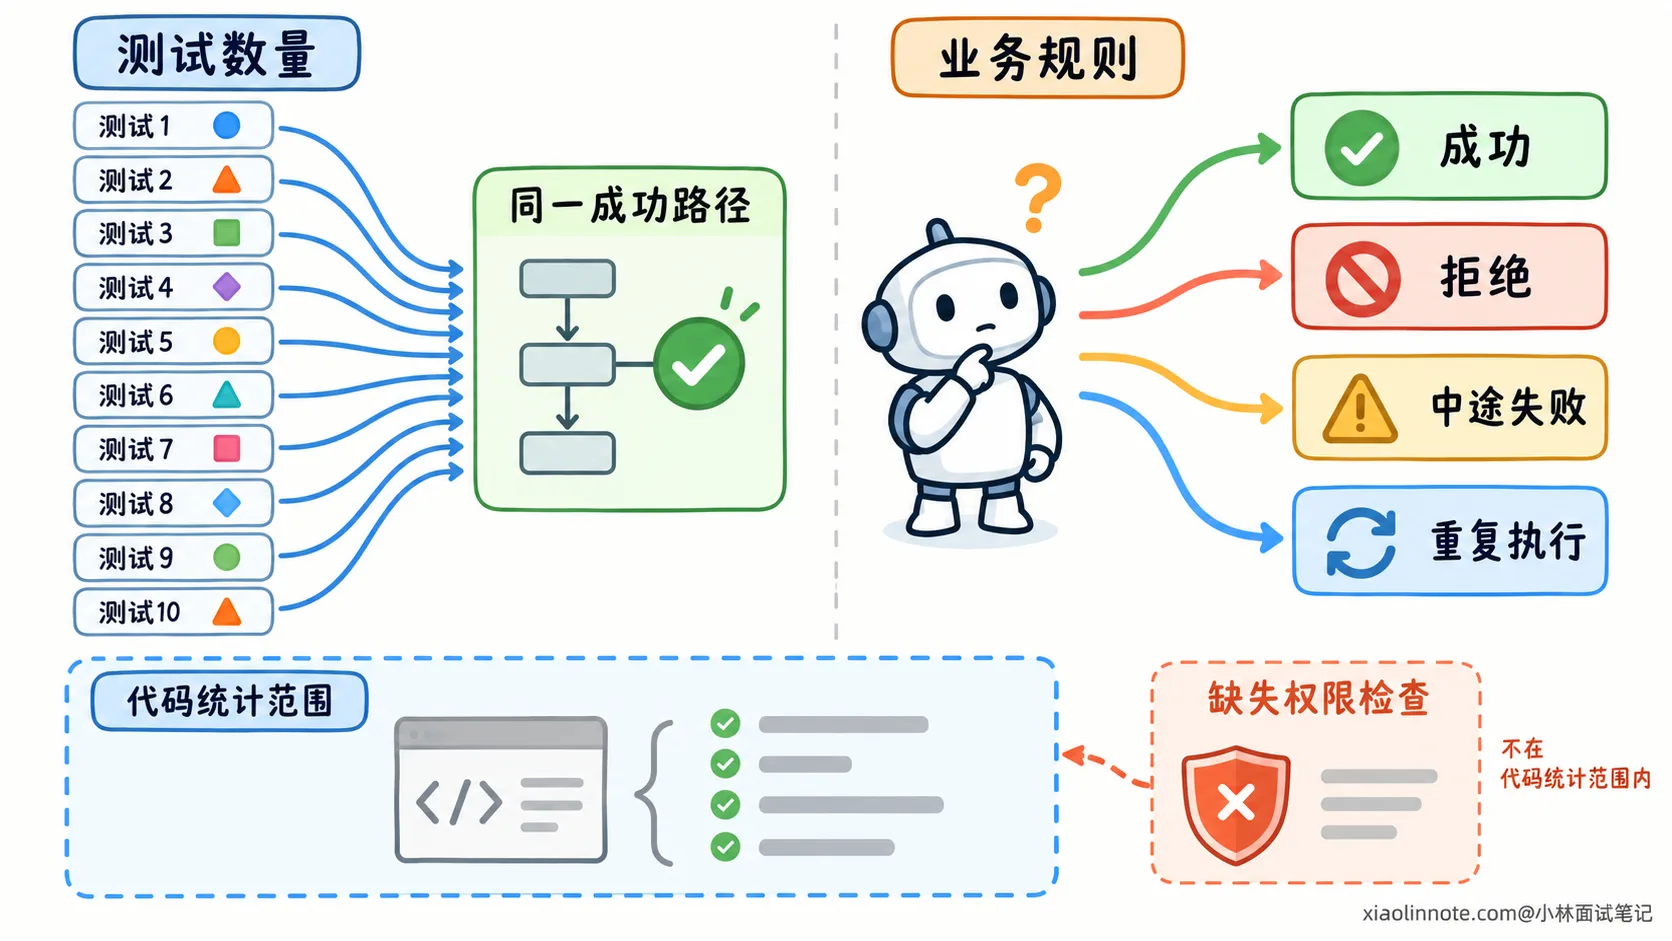 测试数量
测试1
测试2
测试3
测试4
测试5
测试6
测试7
测试8
测试9
测试10
同一成功路径
业务规则
?
成功
拒绝
中途失败
重复执行
代码统计范围
</>
缺失权限检查
不在
代码统计范围内
xiaolinnote.com@小林面试笔记